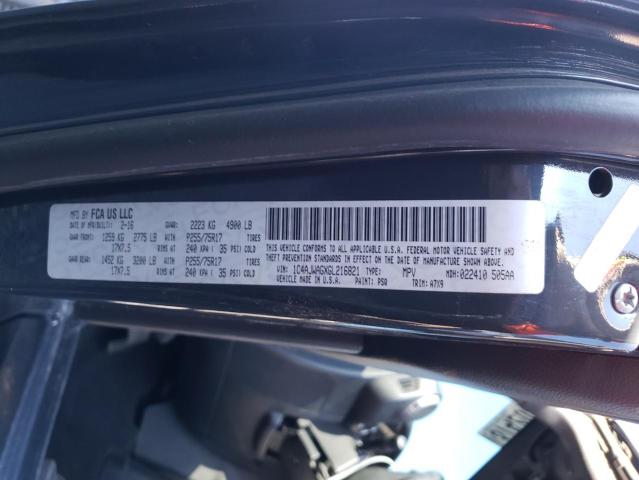 MFD BY FCA US LLC
DATE OF MFR(BUILT): 2-16 GVWR: 2223 KG 4900 LB
GAWR FRONT: 1259 KG 2775 LB WITH P255/75R17 TIRES
17X7.5 RIMS AT 240 KPA ( 35 PSI) COLD
GAWR REAR: 1452 KG 3200 LB WITH P255/75R17 TIRES
17X7.5 RIMS AT 240 KPA ( 35 PSI) COLD
THIS VEHICLE CONFORMS TO ALL APPLICABLE U.S.A. FEDERAL MOTOR VEHICLE SAFETY AND
THEFT PREVENTION STANDARDS IN EFFECT ON THE DATE OF MANUFACTURE SHOWN ABOVE.
VIN: 1C4AJWAGXGL216821 TYPE: MPV MDH: 022410 505AA
VEHICLE MADE IN U.S.A. PAINT: PSR TRIM: A7X9